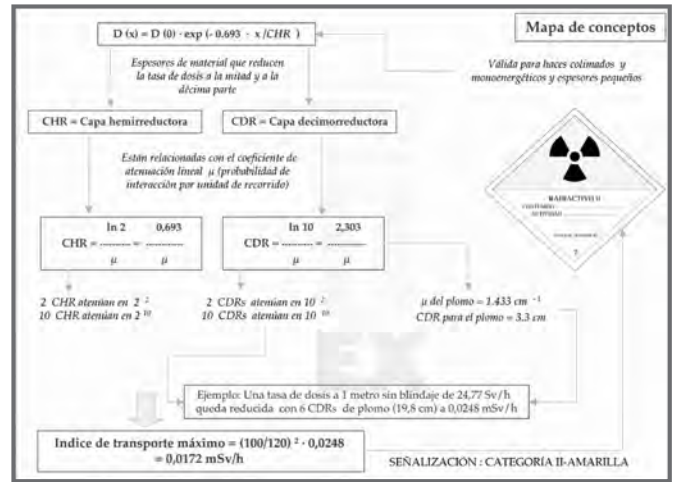 Mapa de conceptos
D (x) = D (0) · exp (- 0.693 · x /CHR )
Espesores de material que reducen
la tasa de dosis a la mitad y a la
décima parte
Válida para haces colimados y
monoenergéticos y espesores pequeños
CHR = Capa hemirreductora
CDR = Capa decimorreductora
Están relacionadas con el coeficiente de
atenuación lineal μ (probabilidad de
interacción por unidad de recorrido)
RADIACTIVO II
CONTENIDO
ACTIVIDAD
7
ln 2 0,693
CHR = ---------- = ----------
μ μ
ln 10 2,303
CDR = ---------- = ----------
μ μ
2 CHR atenúan en 2 ²
10 CHR atenúan en 2 ¹⁰
2 CDRs atenúan en 10 ²
10 CDRs atenúan en 10 ¹⁰
μ del plomo = 1.433 cm ⁻¹
CDR para el plomo = 3.3 cm
EX
Ejemplo: Una tasa de dosis a 1 metro sin blindaje de 24,77 Sv/h
queda reducida con 6 CDRs de plomo (19,8 cm) a 0,0248 mSv/h
Indice de transporte máximo = (100/120) ² · 0,0248
= 0,0172 mSv/h
SEÑALIZACIÓN : CATEGORÍA II-AMARILLA